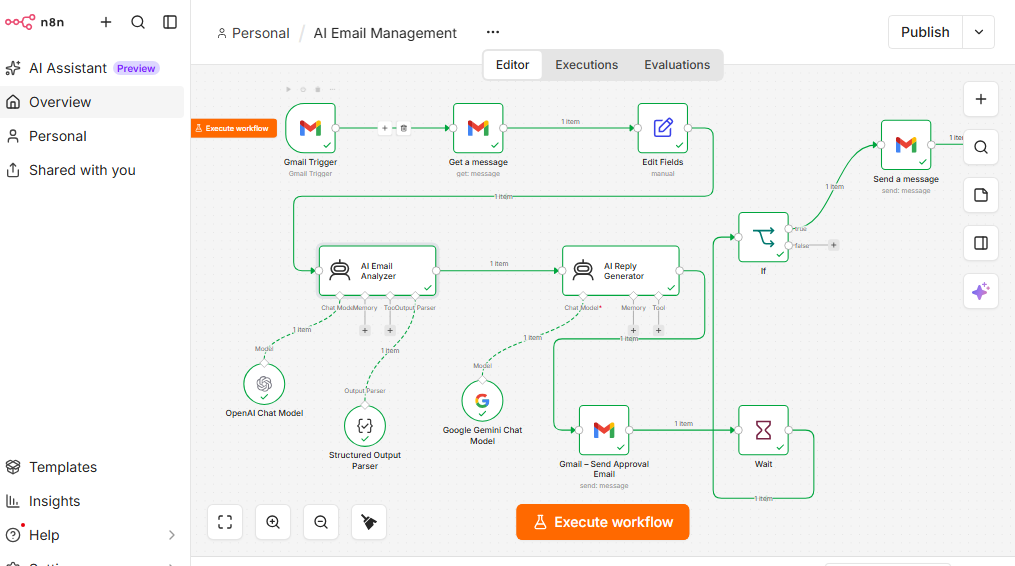 n8n
Personal / AI Email Management ...
Publish
AI Assistant Preview
Overview
Personal
Shared with you
Templates
Insights
Help
Editor Executions Evaluations
Execute workflow
Gmail Trigger
Gmail Trigger
Get a message
get: message
1 item
Edit Fields
manual
1 item
Send a message
send: message
1 item
true
false
If
AI Email
Analyzer
1 item
AI Reply
Generator
Chat Model
Memory
Tool
Output Parser
Chat Model*
Memory
Tool
1 item
1 item
1 item
1 item
Model
OpenAI Chat Model
Output Parser
Structured Output
Parser
Model
Google Gemini Chat
Model
Gmail – Send Approval
Email
send: message
1 item
Wait
1 item
Execute workflow